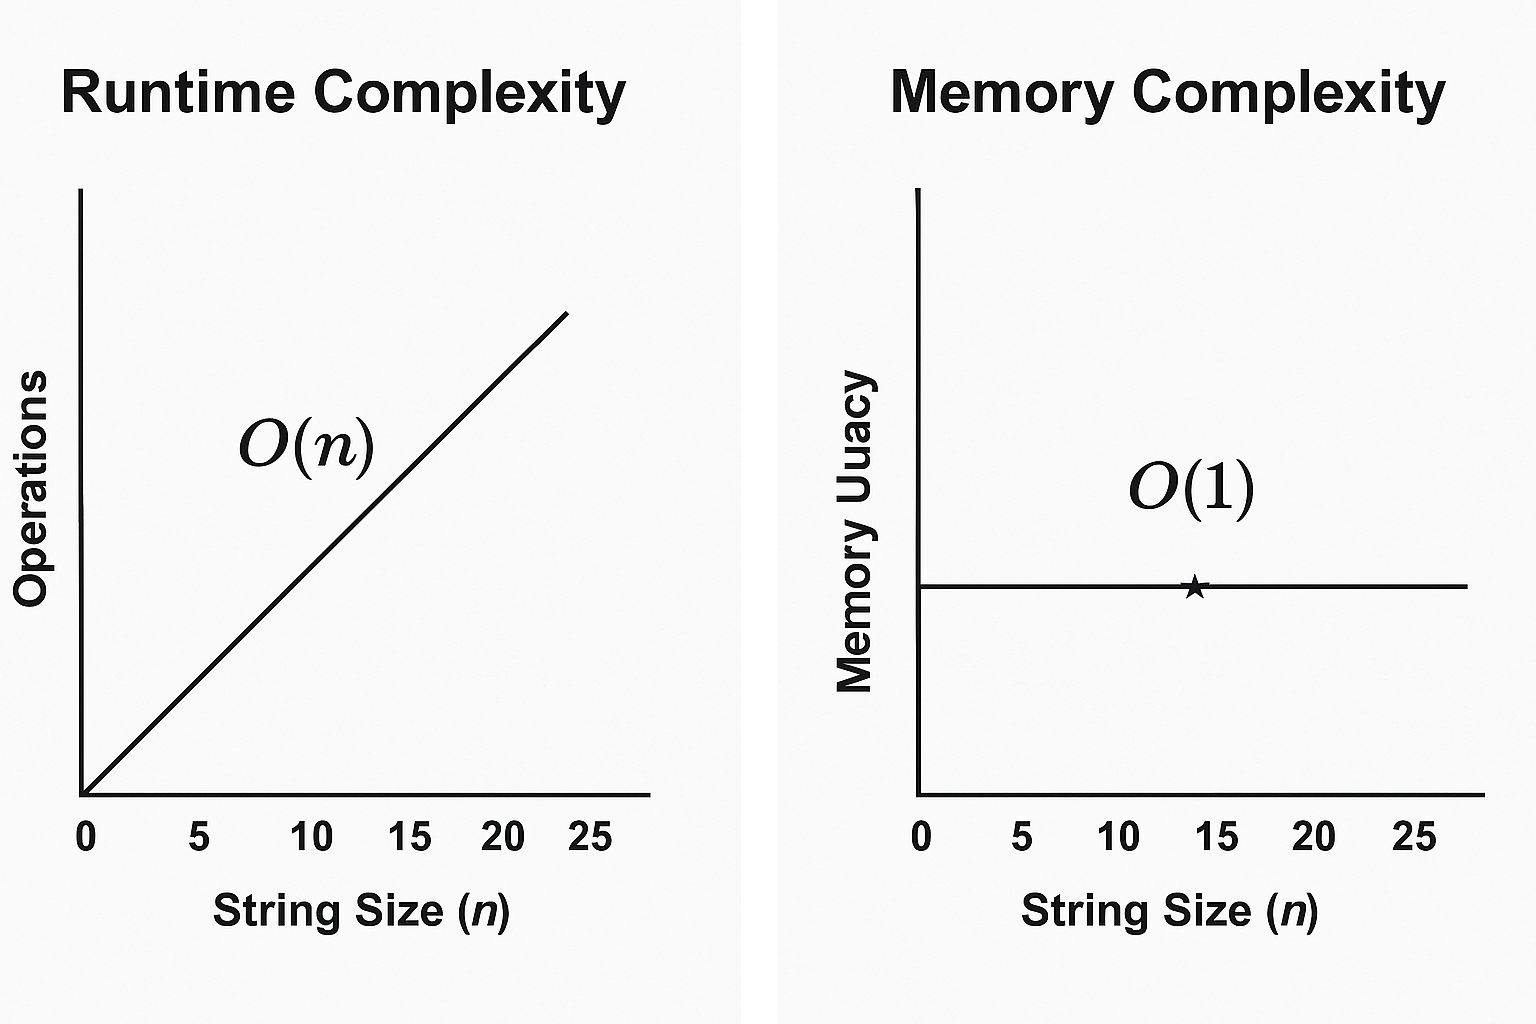 Runtime Complexity
Operations
O(n)
0 5 10 15 20 25
String Size (n)
Memory Complexity
Memory Uuacy
O(1)
0 5 10 15 20 25
String Size (n)